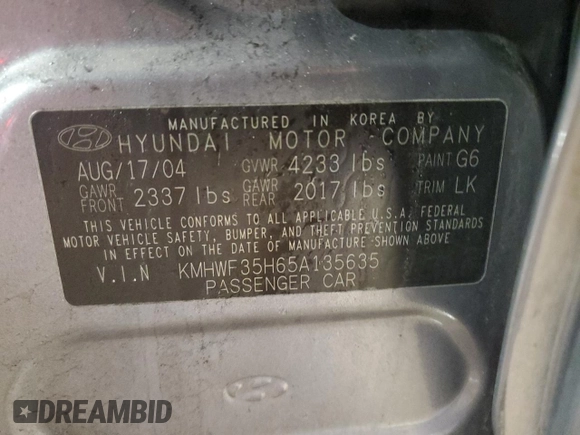 MANUFACTURED IN KOREA BY
HYUNDAI MOTOR COMPANY
AUG/17/04 GVWR 4233 lbs PAINT G6
GAWR FRONT 2337 lbs GAWR REAR 2017 lbs TRIM LK
THIS VEHICLE CONFORMS TO ALL APPLICABLE U.S.A. FEDERAL
MOTOR VEHICLE SAFETY, BUMPER, AND THEFT PREVENTION STANDARDS
IN EFFECT ON THE DATE OF MANUFACTURE SHOWN ABOVE.
V.I.N KMHWF35H65A135635
PASSENGER CAR
DREAMBID